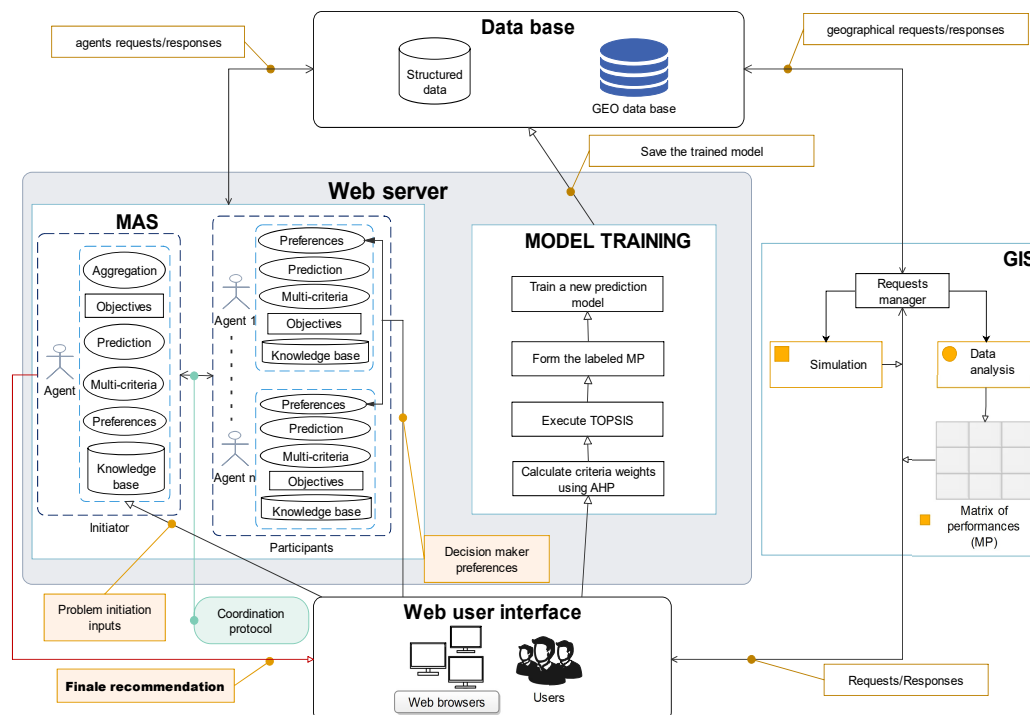 Data base
agents requests/responses
geographical requests/responses
Structured
data
GEO data base
Save the trained model
Web server
MAS
Agent
Aggregation
Objectives
Prediction
Multi-criteria
Preferences
Knowledge
base
Initiator
Agent 1
Preferences
Prediction
Multi-criteria
Objectives
Knowledge base
Agent n
Preferences
Prediction
Multi-criteria
Objectives
Knowledge base
Participants
MODEL TRAINING
Train a new prediction
model
Form the labeled MP
Execute TOPSIS
Calculate criteria weights
using AHP
GIS
Requests
manager
Simulation
Data
analysis
Matrix of
performances
(MP)
Decision maker
preferences
Problem initiation
inputs
Coordination
protocol
Finale recommendation
Web user interface
Web browsers
Users
Requests/Responses